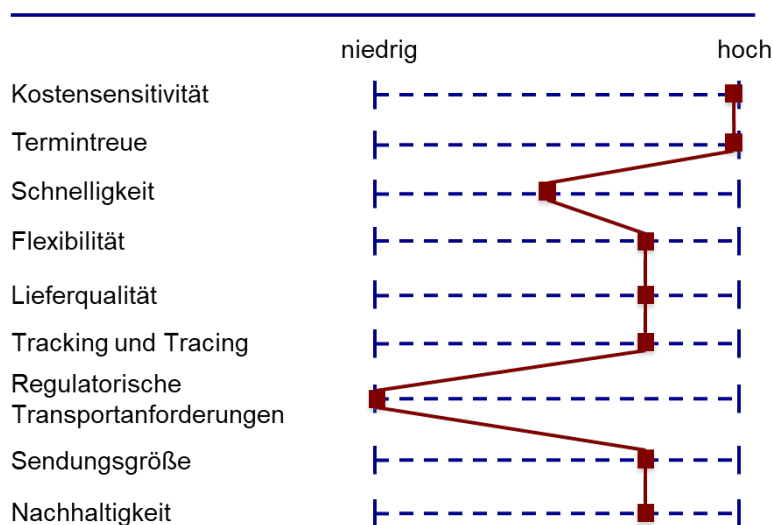 niedrig hoch
Kostensensitivität
Termintreue
Schnelligkeit
Flexibilität
Lieferqualität
Tracking und Tracing
Regulatorische
Transportanforderungen
Sendungsgröße
Nachhaltigkeit